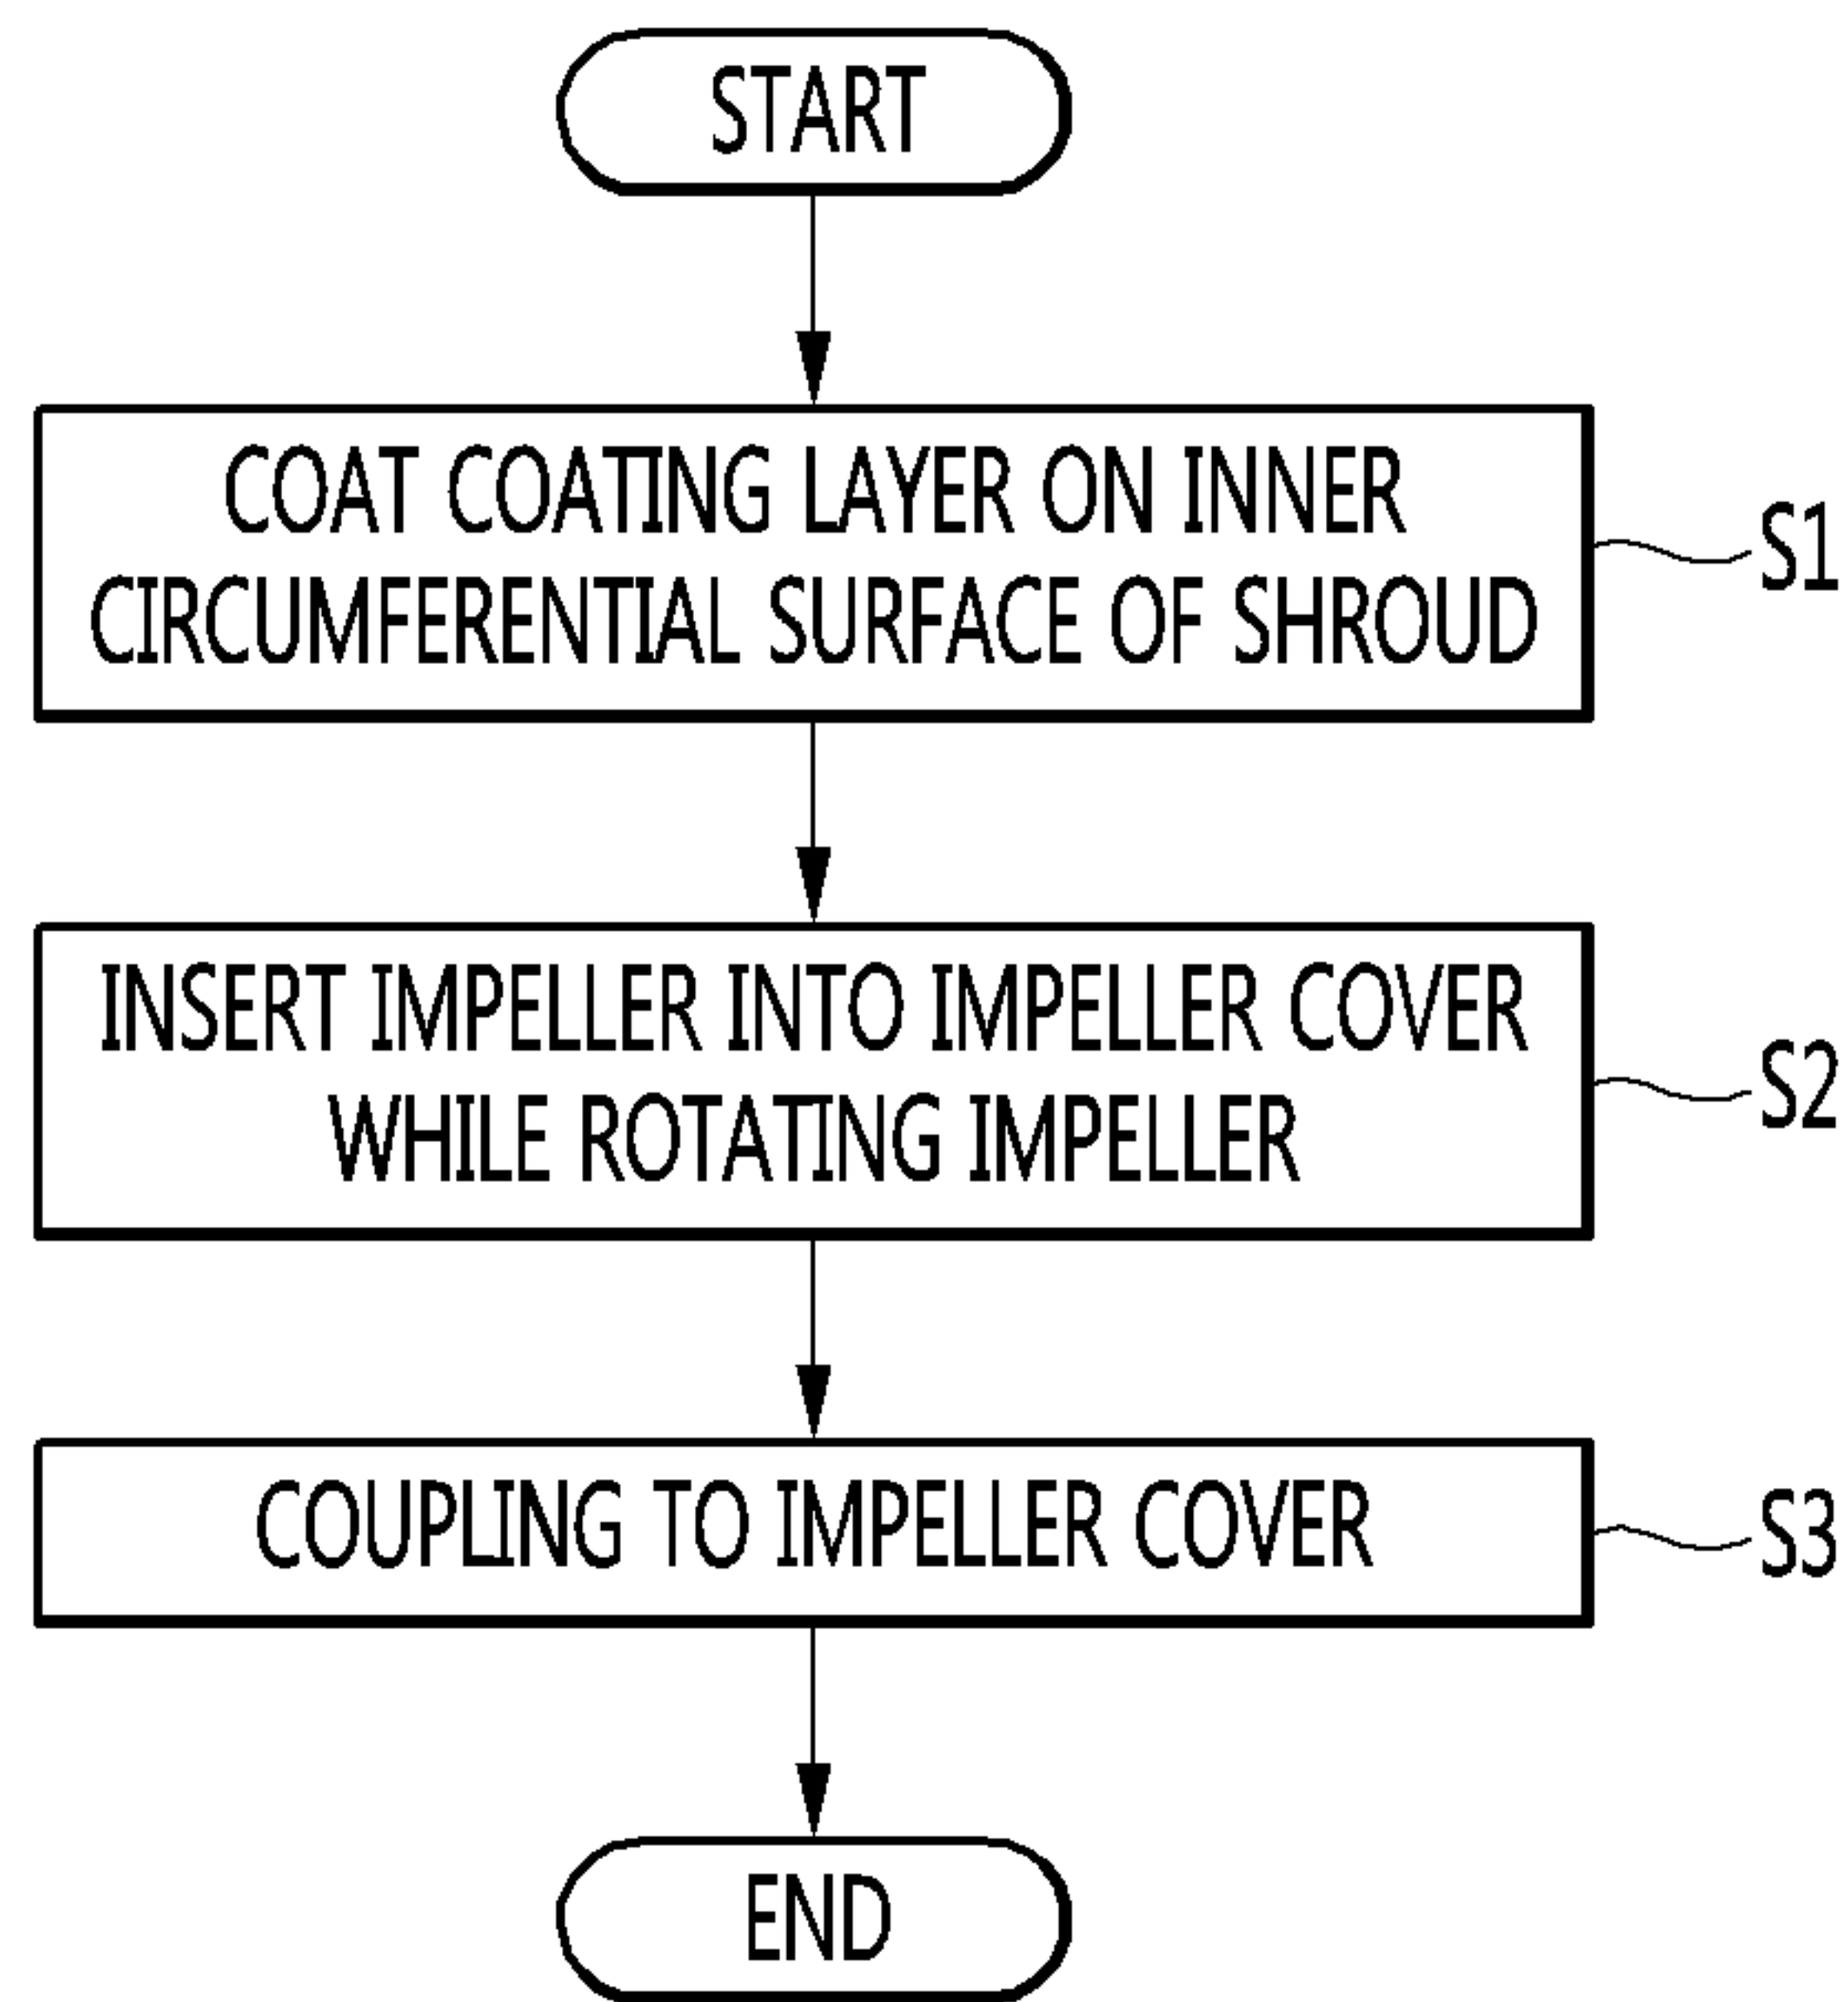 START
COAT COATING LAYER ON INNER
CIRCUMFERENTIAL SURFACE OF SHROUD
S1
INSERT IMPELLER INTO IMPELLER COVER
WHILE ROTATING IMPELLER
S2
COUPLING TO IMPELLER COVER
S3
END